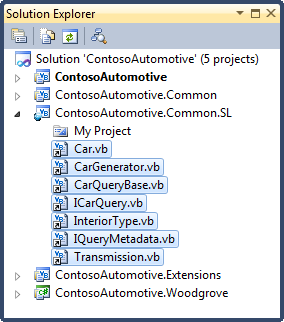 Solution Explorer
Solution 'ContosoAutomotive' (5 projects)
ContosoAutomotive
ContosoAutomotive.Common
ContosoAutomotive.Common.SL
My Project
Car.vb
CarGenerator.vb
CarQueryBase.vb
ICarQuery.vb
InteriorType.vb
IQueryMetadata.vb
Transmission.vb
ContosoAutomotive.Extensions
ContosoAutomotive.Woodgrove